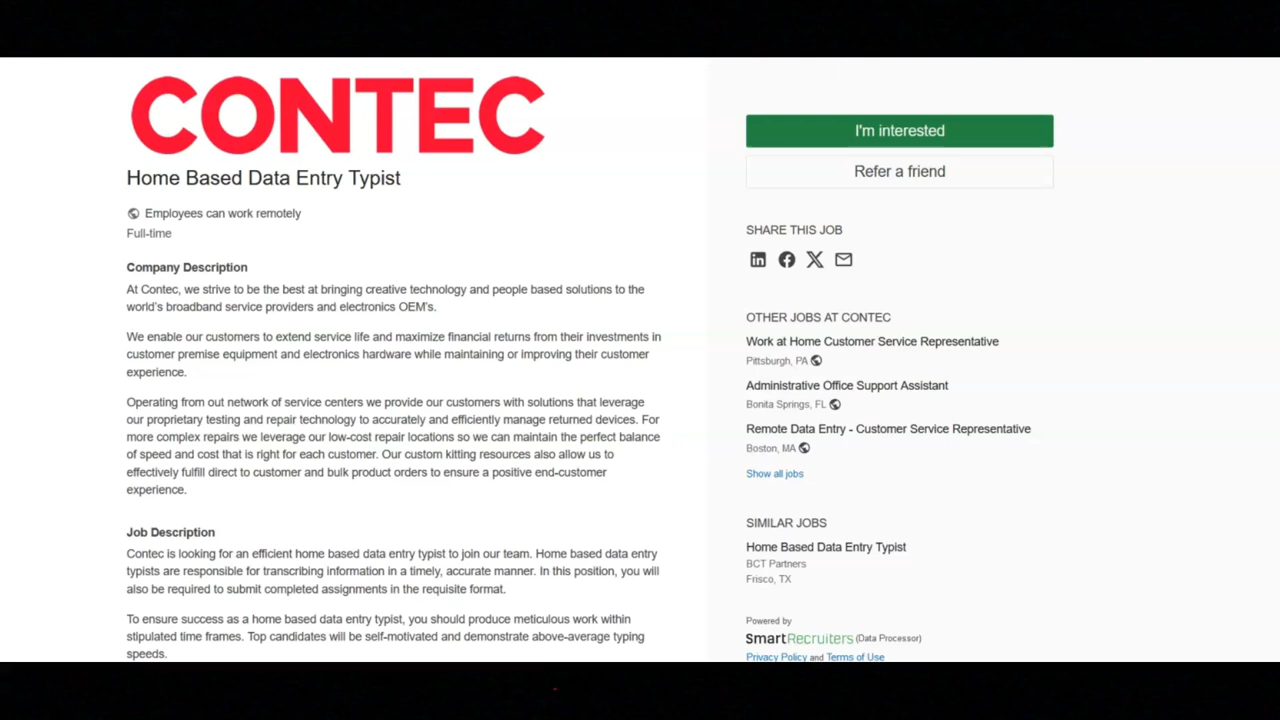 CONTEC
Home Based Data Entry Typist
Employees can work remotely
Full-time
Company Description
At Contec, we strive to be the best at bringing creative technology and people based solutions to the
world's broadband service providers and electronics OEM's.
We enable our customers to extend service life and maximize financial returns from their investments in
customer premise equipment and electronics hardware while maintaining or improving their customer
experience.
Operating from out network of service centers we provide our customers with solutions that leverage
our proprietary testing and repair technology to accurately and efficiently manage returned devices. For
more complex repairs we leverage our low-cost repair locations so we can maintain the perfect balance
of speed and cost that is right for each customer. Our custom kitting resources also allow us to
effectively fulfill direct to customer and bulk product orders to ensure a positive end-customer
experience.
Job Description
Contec is looking for an efficient home based data entry typist to join our team. Home based data entry
typists are responsible for transcribing information in a timely, accurate manner. In this position, you will
also be required to submit completed assignments in the requisite format.
To ensure success as a home based data entry typist, you should produce meticulous work within
stipulated time frames. Top candidates will be self-motivated and demonstrate above-average typing
speeds.
I'm interested
Refer a friend
SHARE THIS JOB
OTHER JOBS AT CONTEC
Work at Home Customer Service Representative
Pittsburgh, PA
Administrative Office Support Assistant
Bonita Springs, FL
Remote Data Entry - Customer Service Representative
Boston, MA
Show all jobs
SIMILAR JOBS
Home Based Data Entry Typist
BCT Partners
Frisco, TX
Powered by
SmartRecruiters (Data Processor)
Privacy Policy and Terms of Use